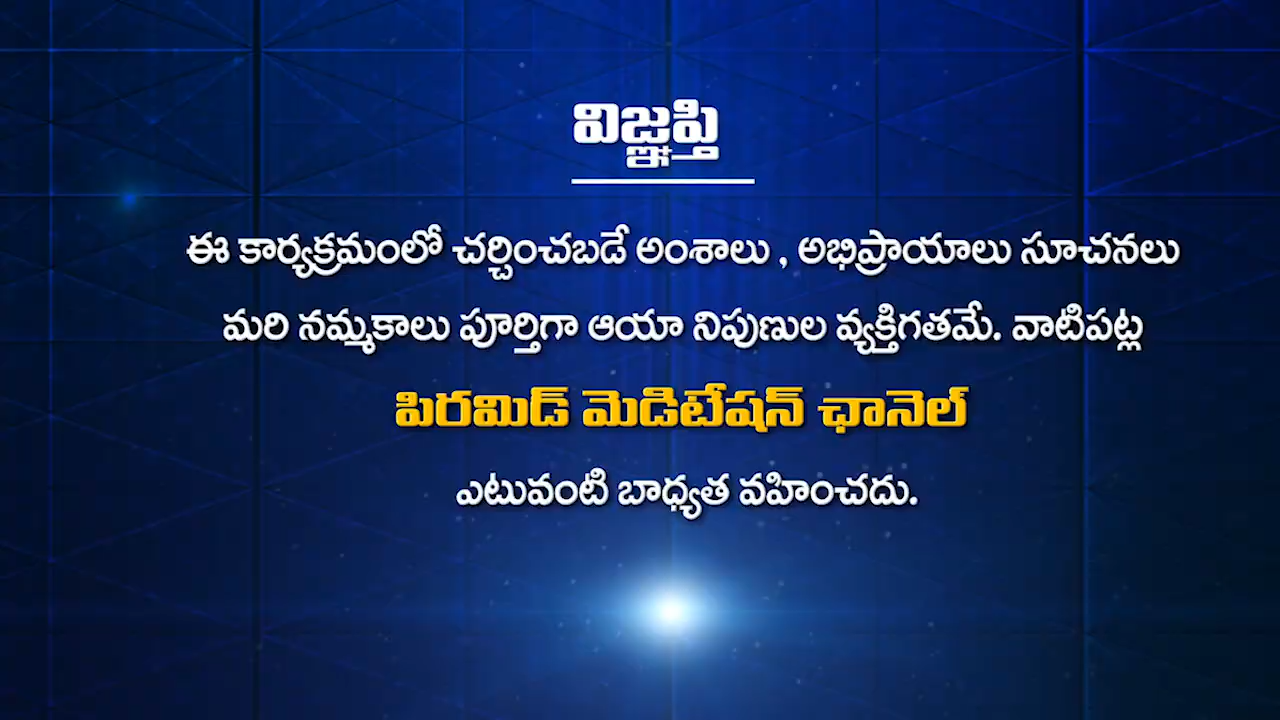 విజ్ఞప్తి
ఈ కార్యక్రమంలో చర్చించబడే అంశాలు , అభిప్రాయాలు సూచనలు
మరి నమ్మకాలు పూర్తిగా ఆయా నిపుణుల వ్యక్తిగతమే. వాటిపట్ల
పిరమిడ్ మెడిటేషన్ ఛానెల్
ఎటువంటి బాధ్యత వహించదు.